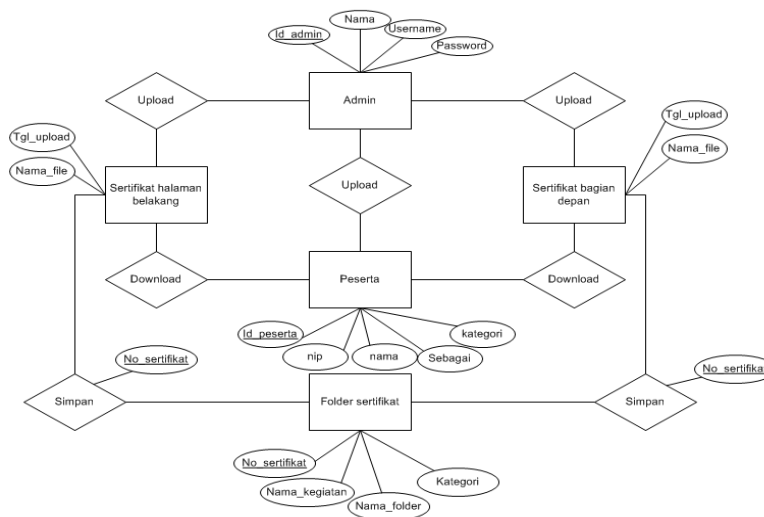 Nama
Id_admin
Username
Password
Upload
Admin
Upload
Tgl_upload
Tgl_upload
Nama_file
Nama_file
Sertifikat halaman
belakang
Upload
Sertifikat bagian
depan
Download
Peserta
Download
Id_peserta
kategori
nip
nama
Sebagai
No_sertifikat
No_sertifikat
Simpan
Folder sertifikat
Simpan
No_sertifikat
Kategori
Nama_kegiatan
Nama_folder